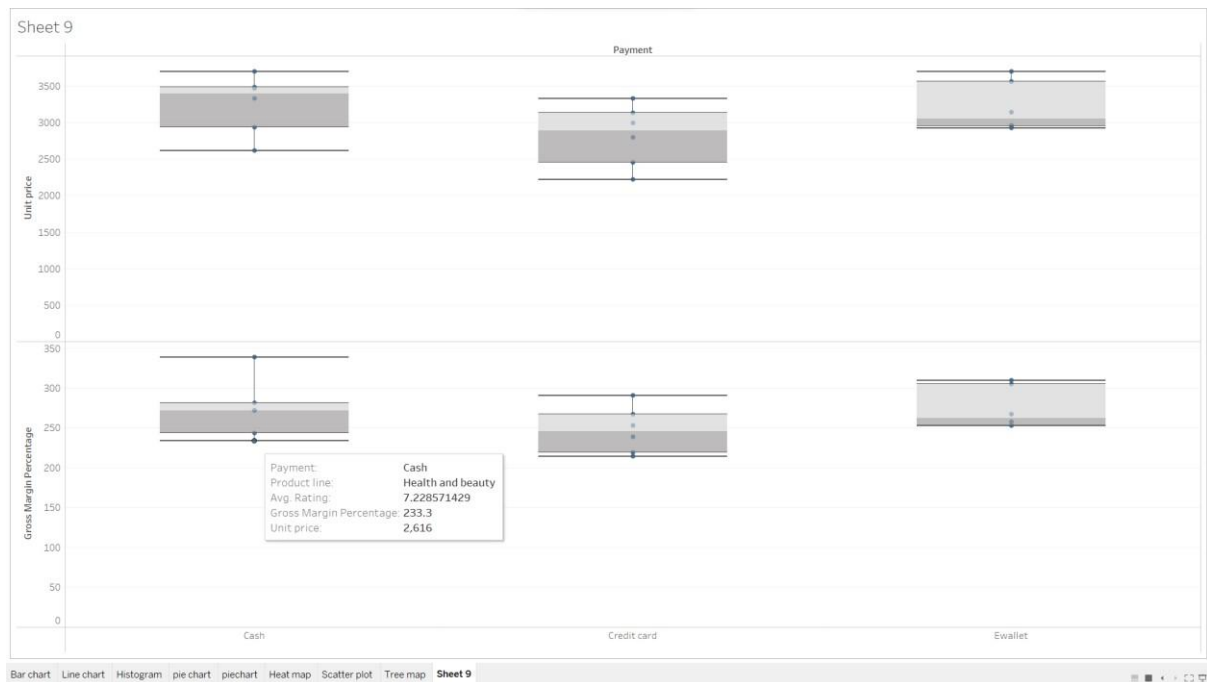 Sheet 9
Payment
3500
3000
2500
2000
1500
1000
500
0
Unit price
350
300
250
200
150
100
50
0
Gross Margin Percentage
Payment: Cash
Product line: Health and beauty
Avg. Rating: 7.228571429
Gross Margin Percentage: 233.3
Unit price: 2,616
Cash Credit card Ewallet
Bar chart Line chart Histogram pie chart piechart Heat map Scatter plot Tree map Sheet 9